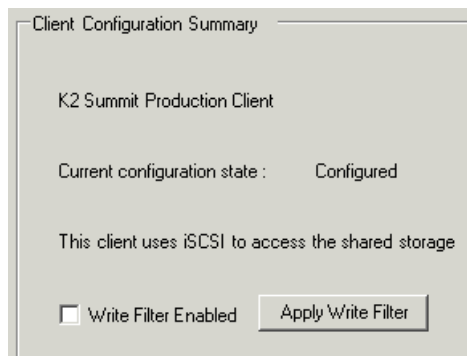 Client Configuration Summary
K2 Summit Production Client
Current configuration state : Configured
This client uses iSCSI to access the shared storage
Write Filter Enabled Apply Write Filter